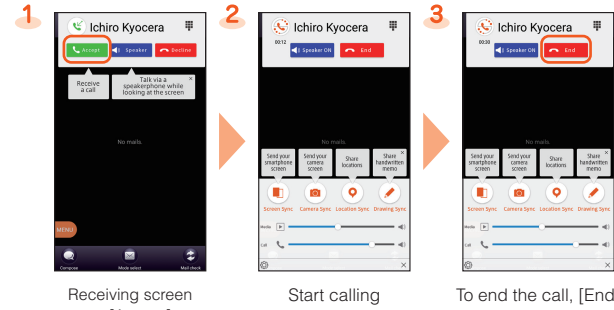 1
Ichiro Kyocera
Accept
Speaker
Decline
Receive
a call
Talk via a
speakerphone while
looking at the screen
No mails.
MENU
Compose
Mode select
Mail check
Receiving screen
2
Ichiro Kyocera
00:12
Speaker ON
End
No mails.
Send your
smartphone
screen
Send your
camera
screen
Share
locations
Share
handwritten
memo
Screen Sync
Camera Sync
Location Sync
Drawing Sync
Media
Call
Start calling
3
Ichiro Kyocera
00:20
Speaker ON
End
No mails.
Send your
smartphone
screen
Send your
camera
screen
Share
locations
Share
handwritten
memo
Screen Sync
Camera Sync
Location Sync
Drawing Sync
Media
Call
To end the call, [End